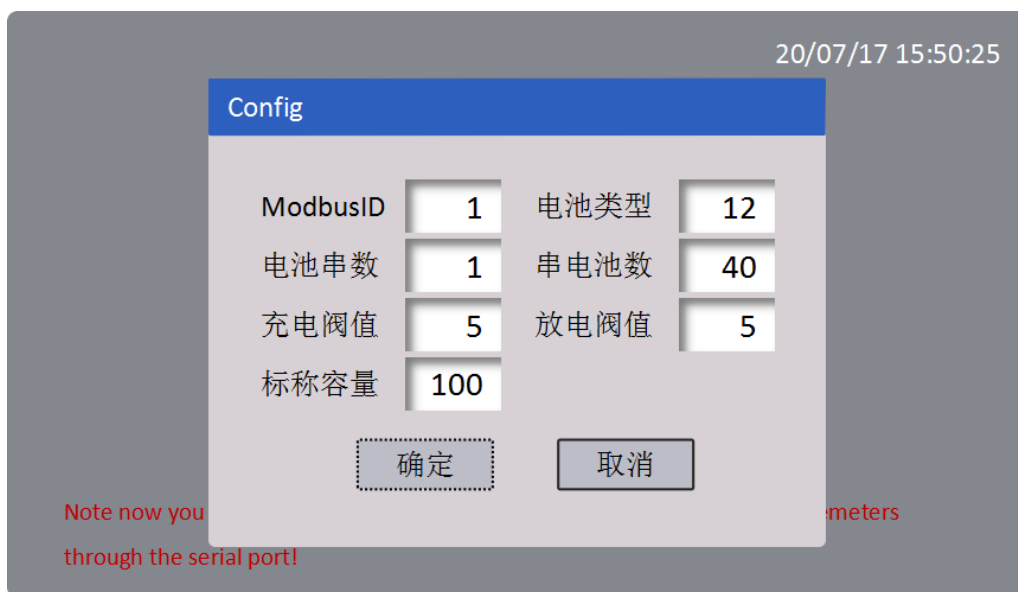 20/07/17 15:50:25
Config
ModbusID 1 电池类型 12
电池串数 1 串电池数 40
充电阀值 5 放电阀值 5
标称容量 100
确定 取消
Note now you emeters
through the serial port!